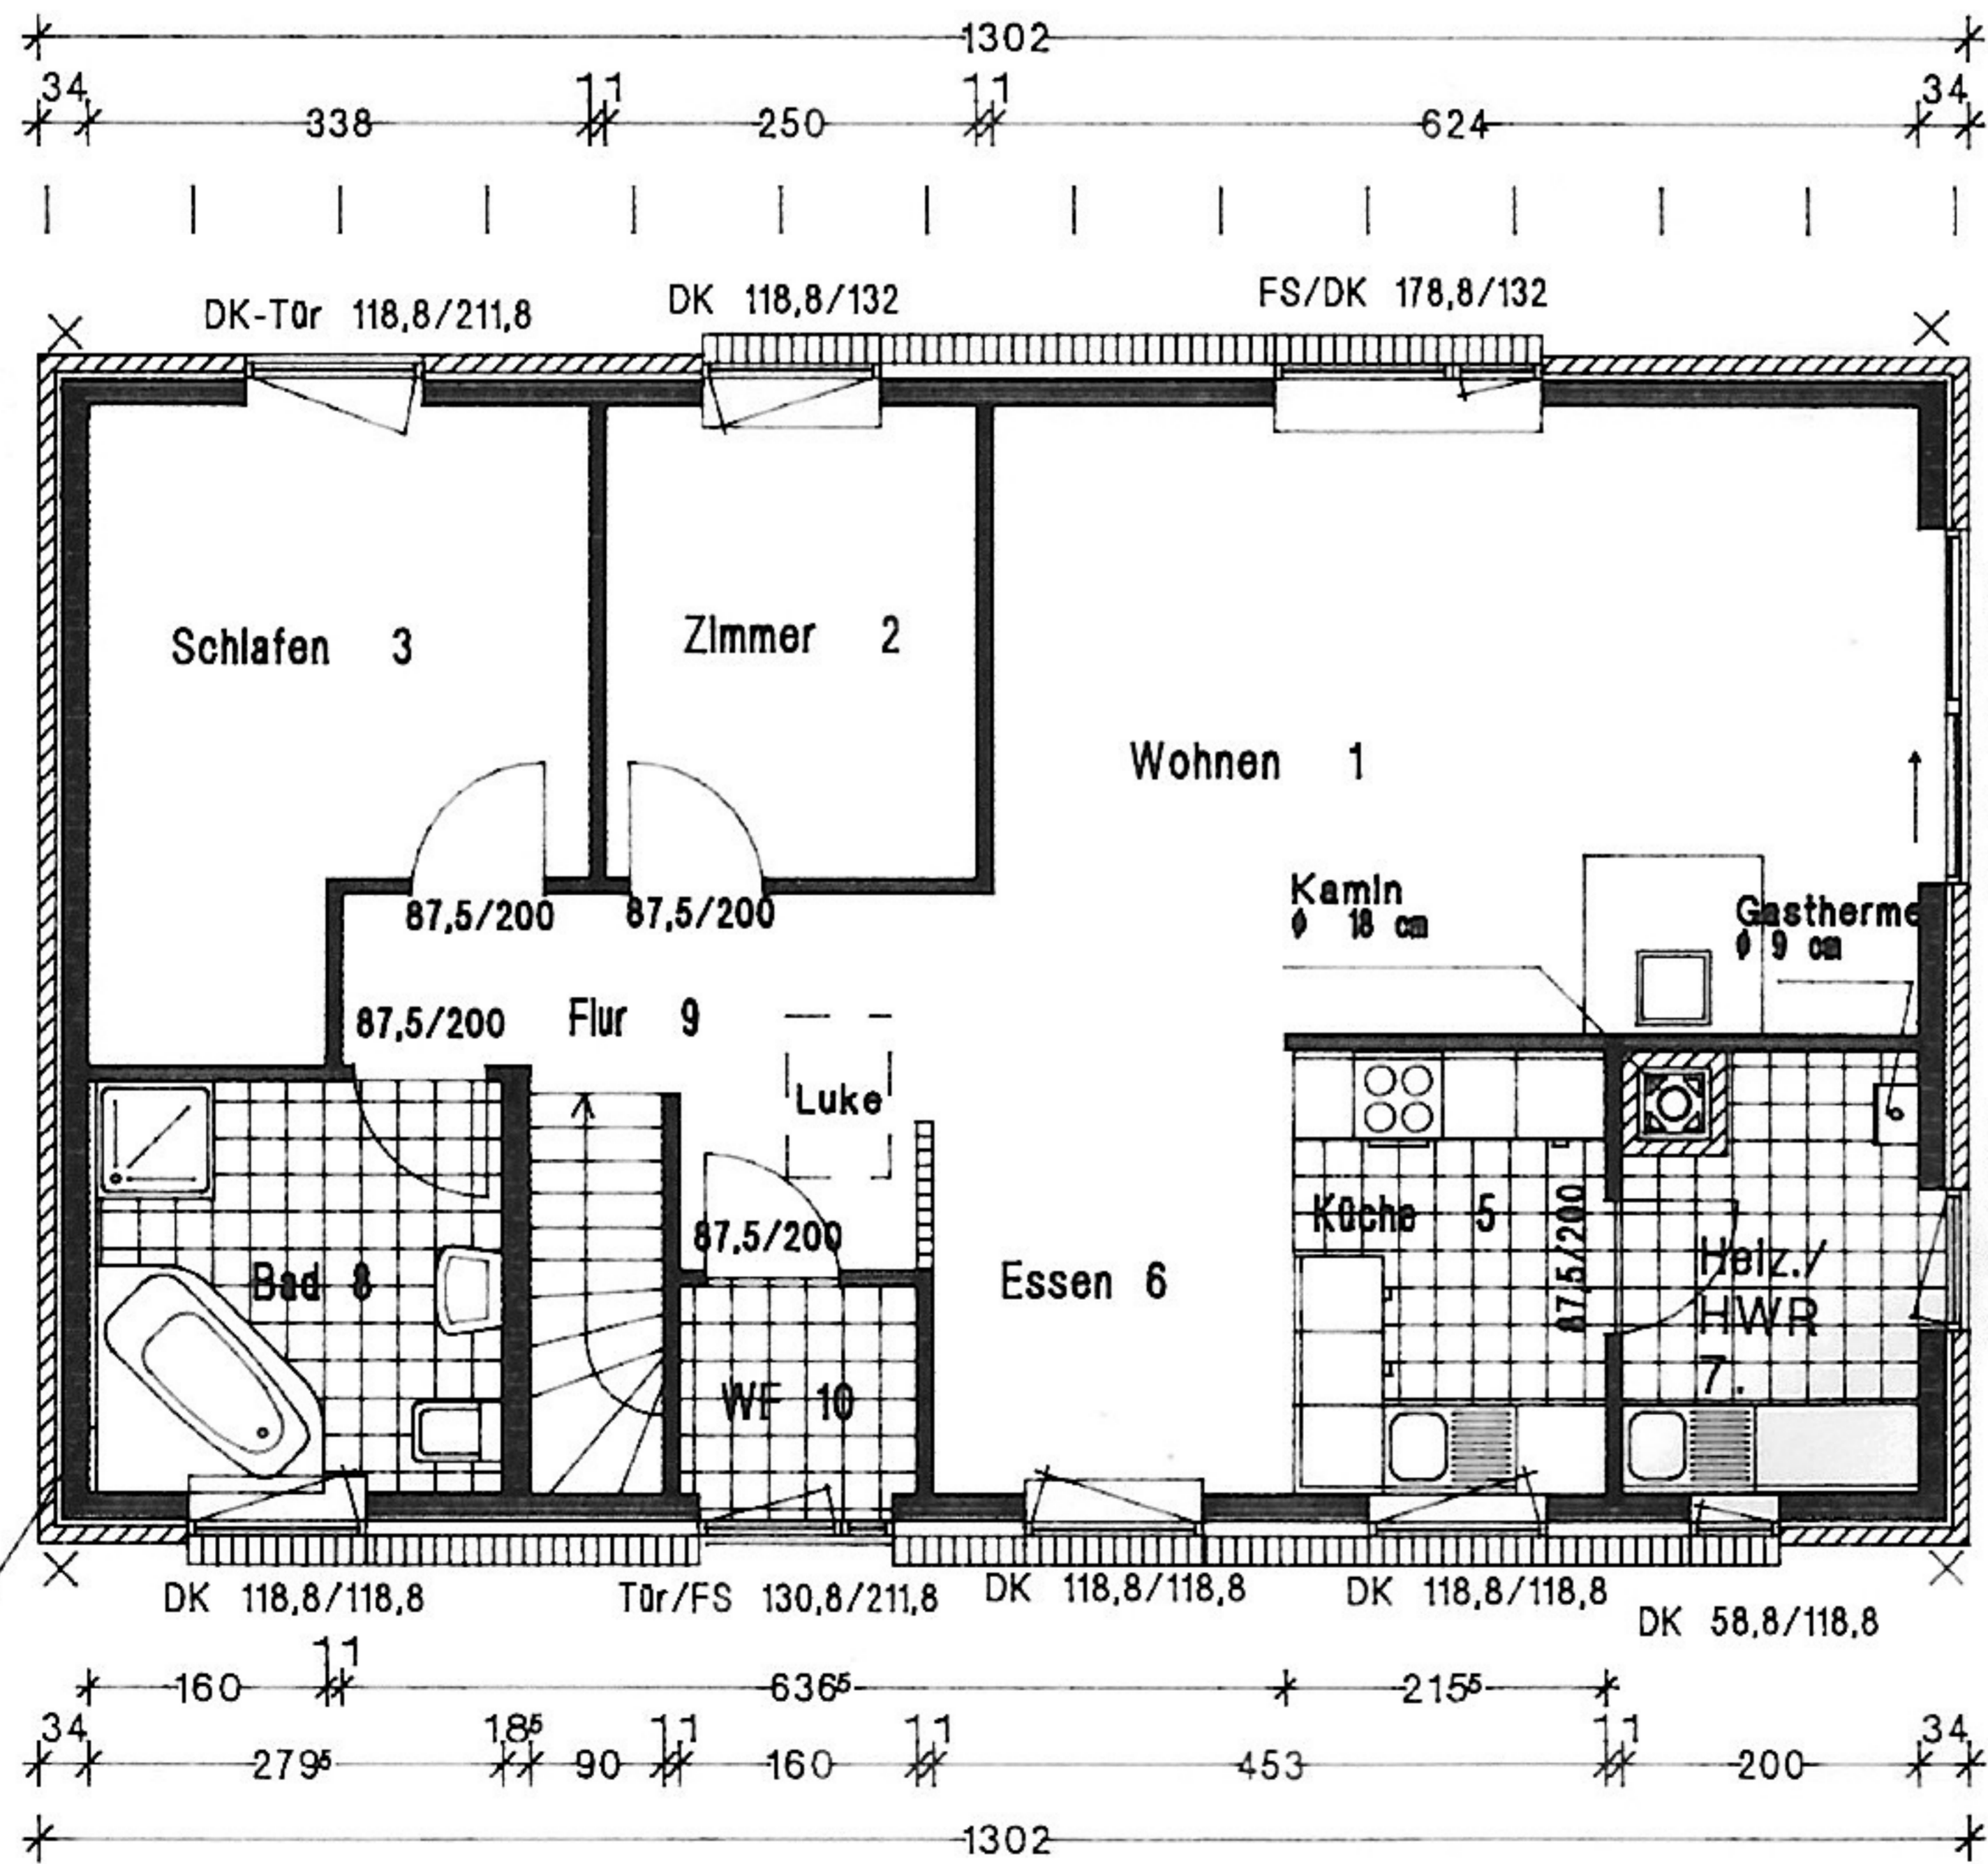 1302
34 11 11 34
338 250 624
DK-Tür 118,8/211,8 DK 118,8/132 FS/DK 178,8/132
Schlafen 3 Zimmer 2
Wohnen 1
Kamin
ϕ 18 cm
Gastherme
ϕ 9 cm
87,5/200 87,5/200
87,5/200 Flur 9
Luke
87,5/200
Küche 5
87,5/200
Bad 8 Essen 6
Heiz./
HWR
7.
WF 10
DK 118,8/118,8 Tür/FS 130,8/211,8 DK 118,8/118,8 DK 118,8/118,8
DK 58,8/118,8
11
160 636⁵ 215⁵
34 18⁵ 11 11 11 34
279⁵ 90 160 453 200
1302